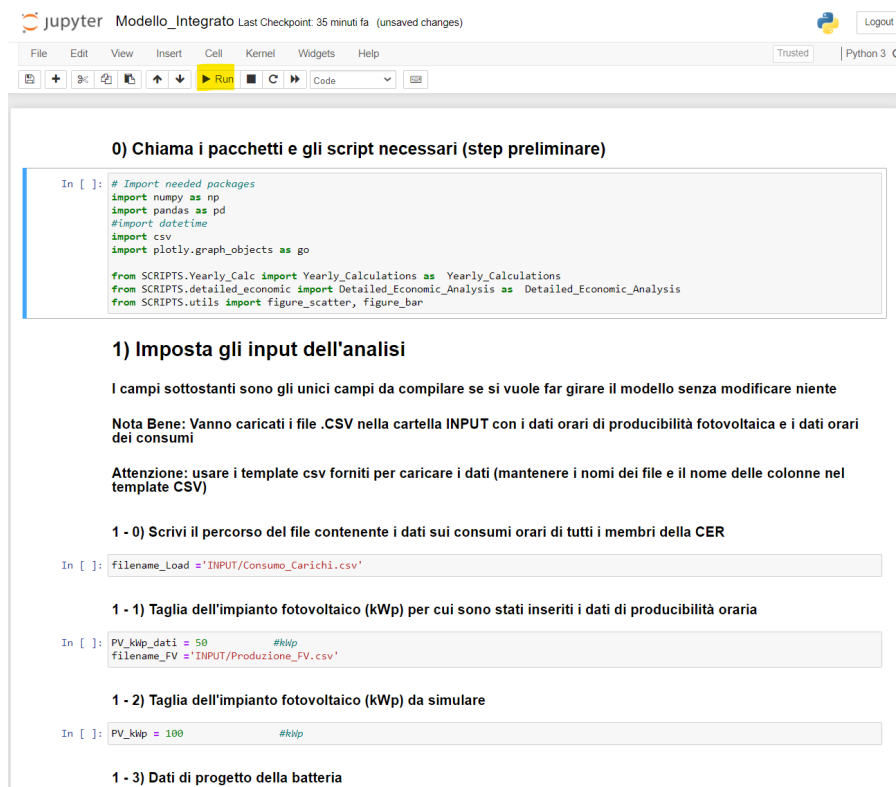 jupyter Modello_Integrato Last Checkpoint: 35 minuti fa (unsaved changes)
Logout
File Edit View Insert Cell Kernel Widgets Help
Trusted
Python 3
Run
Code
0) Chiama i pacchetti e gli script necessari (step preliminare)
In [ ]: # Import needed packages
import numpy as np
import pandas as pd
#import datetime
import csv
import plotly.graph_objects as go
from SCRIPTS.Yearly_Calc import Yearly_Calculations as  Yearly_Calculations
from SCRIPTS.detailed_economic import Detailed_Economic_Analysis as  Detailed_Economic_Analysis
from SCRIPTS.utils import figure_scatter, figure_bar
1) Imposta gli input dell'analisi
I campi sottostanti sono gli unici campi da compilare se si vuole far girare il modello senza modificare niente
Nota Bene: Vanno caricati i file .CSV nella cartella INPUT con i dati orari di producibilità fotovoltaica e i dati orari
dei consumi
Attenzione: usare i template csv forniti per caricare i dati (mantenere i nomi dei file e il nome delle colonne nel
template CSV)
1 - 0) Scrivi il percorso del file contenente i dati sui consumi orari di tutti i membri della CER
In [ ]: filename_Load ='INPUT/Consumo_Carichi.csv'
1 - 1) Taglia dell'impianto fotovoltaico (kWp) per cui sono stati inseriti i dati di producibilità oraria
In [ ]: PV_kWp_dati = 50 #kWp
filename_FV ='INPUT/Produzione_FV.csv'
1 - 2) Taglia dell'impianto fotovoltaico (kWp) da simulare
In [ ]: PV_kWp = 100 #kWp
1 - 3) Dati di progetto della batteria